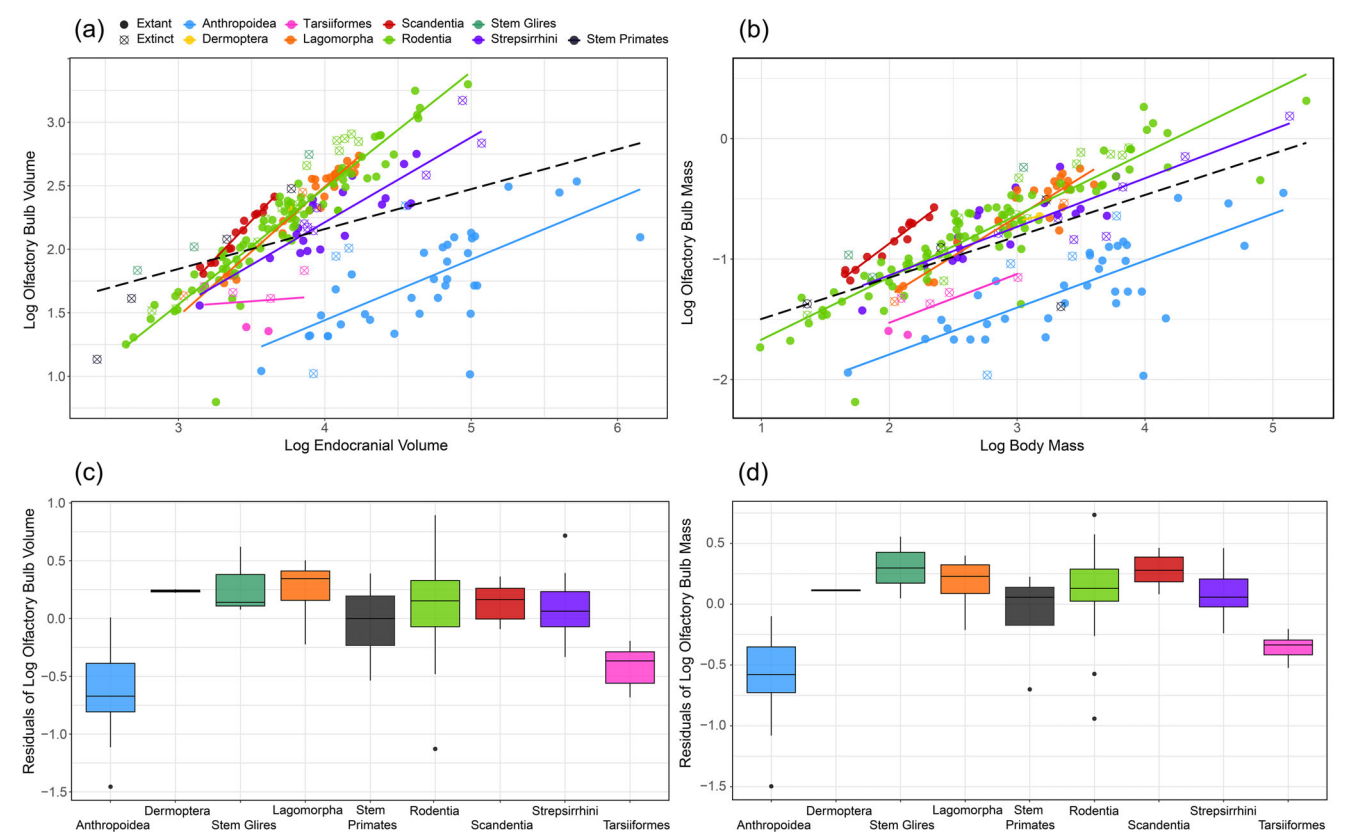 (a)
Extant Anthropoidea Tarsiiformes Scandentia Stem Glires
Extinct Dermoptera Lagomorpha Rodentia Strepsirrhini Stem Primates
(b)
Log Olfactory Bulb Volume
3.0
2.5
2.0
1.5
1.0
3 4 5 6
Log Endocranial Volume
Log Olfactory Bulb Mass
0
−1
−2
1 2 3 4 5
Log Body Mass
(c)
Residuals of Log Olfactory Bulb Volume
1.0
0.5
0.0
−0.5
−1.0
−1.5
Anthropoidea Dermoptera Stem Glires Lagomorpha Stem Primates Rodentia Scandentia Strepsirrhini Tarsiiformes
(d)
Residuals of Log Olfactory Bulb Mass
0.5
0.0
−0.5
−1.0
−1.5
Anthropoidea Dermoptera Stem Glires Lagomorpha Stem Primates Rodentia Scandentia Strepsirrhini Tarsiiformes